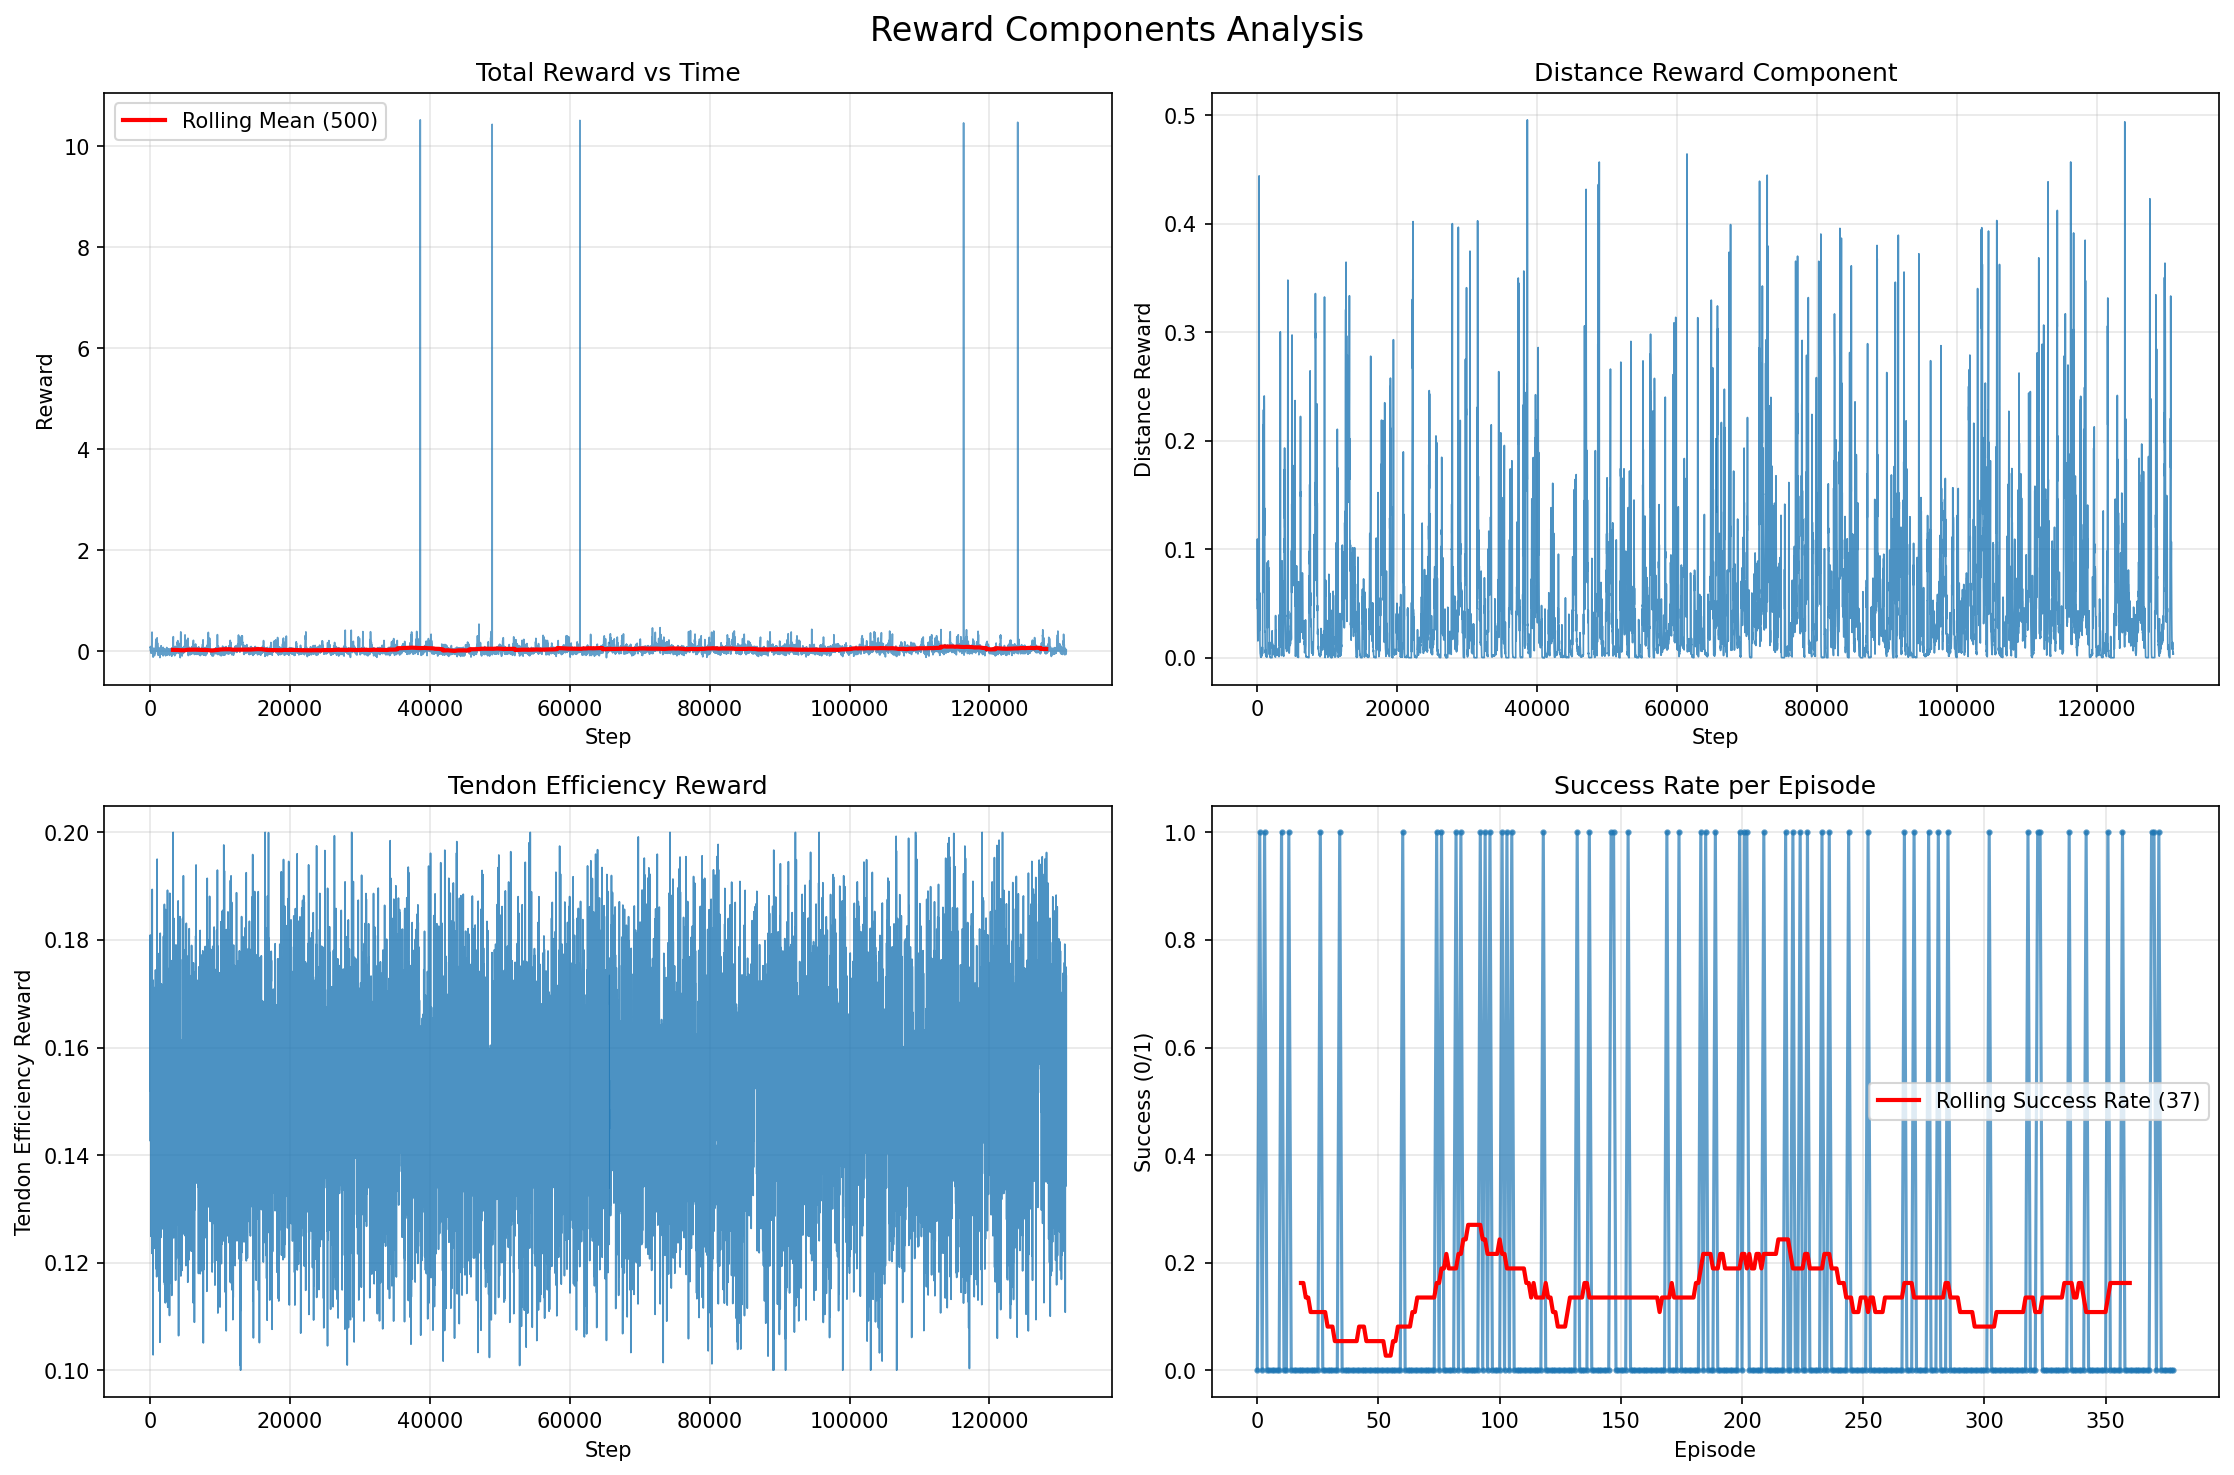 Reward Components Analysis
Total Reward vs Time
Rolling Mean (500)
Reward
10
8
6
4
2
0
0 20000 40000 60000 80000 100000 120000
Step
Distance Reward Component
Distance Reward
0.5
0.4
0.3
0.2
0.1
0.0
0 20000 40000 60000 80000 100000 120000
Step
Tendon Efficiency Reward
Tendon Efficiency Reward
0.20
0.18
0.16
0.14
0.12
0.10
0 20000 40000 60000 80000 100000 120000
Step
Success Rate per Episode
Success (0/1)
1.0
0.8
0.6
0.4
0.2
0.0
Rolling Success Rate (37)
0 50 100 150 200 250 300 350
Episode